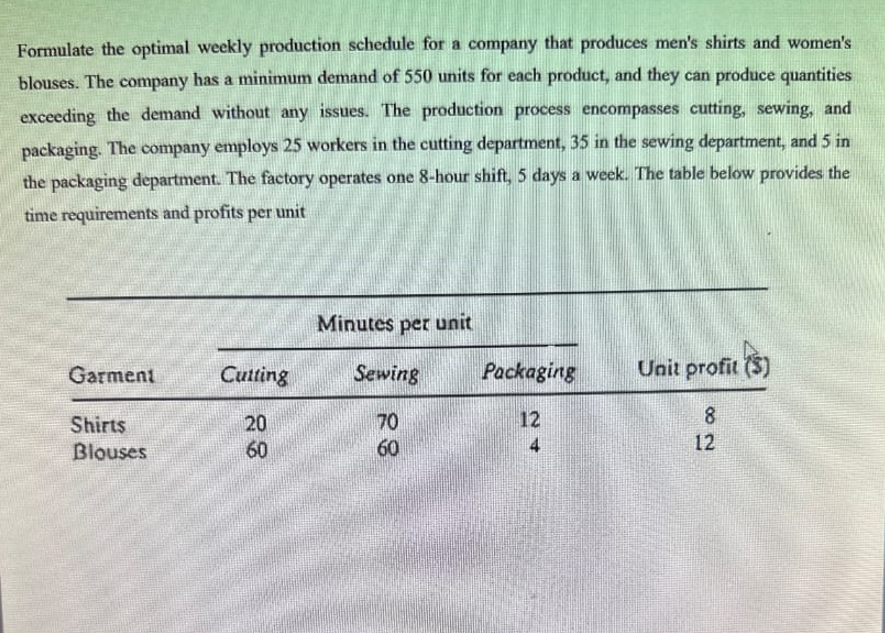 Formulate the optimal weekly production schedule for a company that produces men's shirts and women's
blouses. The company has a minimum demand of 550 units for each product, and they can produce quantities
exceeding the demand without any issues. The production process encompasses cutting, sewing, and
packaging. The company employs 25 workers in the cutting department, 35 in the sewing department, and 5 in
the packaging department. The factory operates one 8-hour shift, 5 days a week. The table below provides the
time requirements and profits per unit
Minutes per unit
Garment Cutting Sewing Packaging Unit profit ($)
Shirts 20 70 12 8
Blouses 60 60 4 12